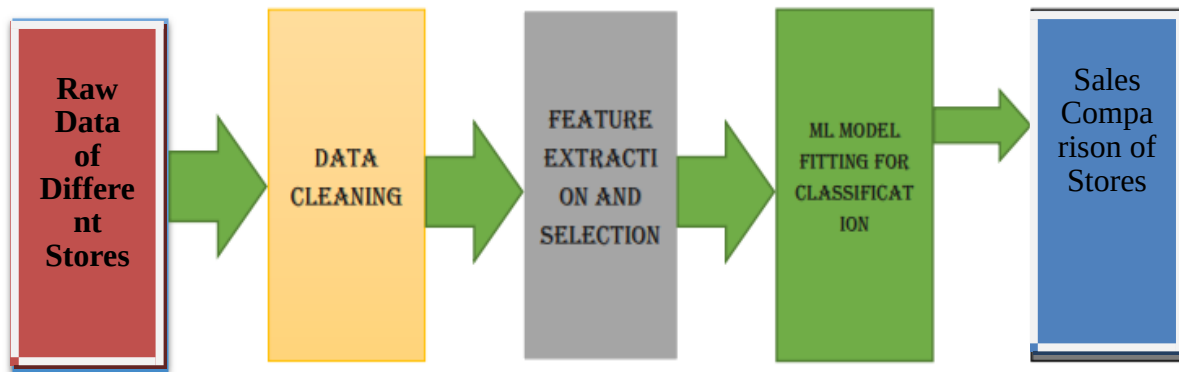 Raw
Data
of
Differe
nt
Stores
DATA
CLEANING
FEATURE
EXTRACTI
ON AND
SELECTION
ML MODEL
FITTING FOR
CLASSIFICAT
ION
Sales
Compa
rison of
Stores